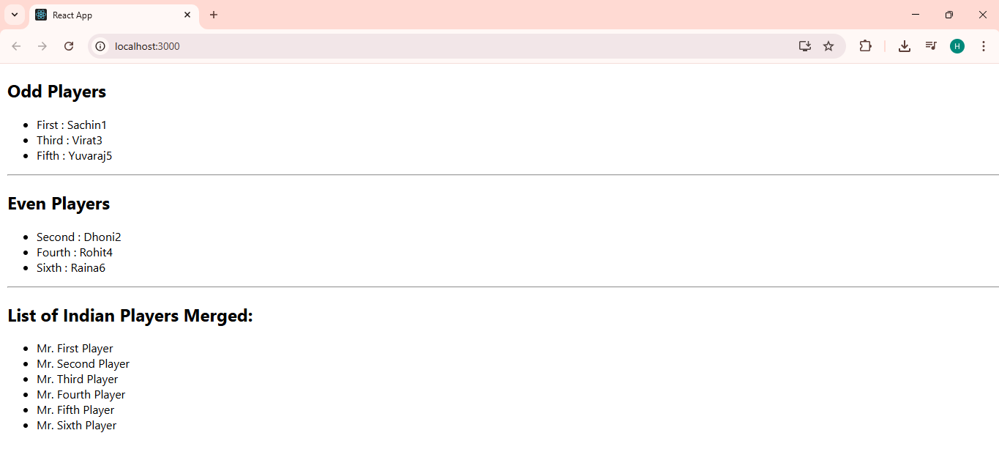 React App
localhost:3000
H
Odd Players
First : Sachin1
Third : Virat3
Fifth : Yuvaraj5
Even Players
Second : Dhoni2
Fourth : Rohit4
Sixth : Raina6
List of Indian Players Merged:
Mr. First Player
Mr. Second Player
Mr. Third Player
Mr. Fourth Player
Mr. Fifth Player
Mr. Sixth Player